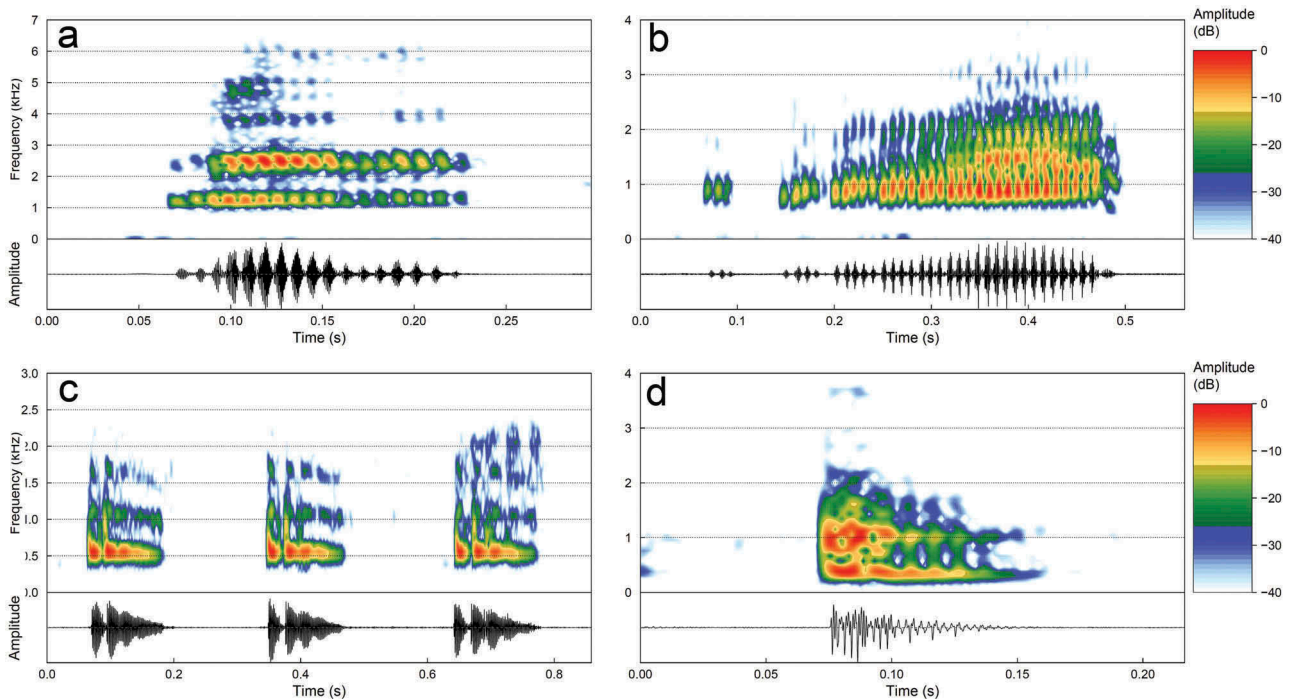 a
Frequency (kHz)
7
6
5
4
3
2
1
0
Amplitude
0.00 0.05 0.10 0.15 0.20 0.25
Time (s)
b
4
3
2
1
0
0.0 0.1 0.2 0.3 0.4 0.5
Time (s)
Amplitude
(dB)
0
−10
−20
−30
−40
c
Frequency (kHz)
3.0
2.5
2.0
1.5
1.0
0.5
0.0
Amplitude
0.0 0.2 0.4 0.6 0.8
Time (s)
d
4
3
2
1
0
0.00 0.05 0.10 0.15 0.20
Time (s)
Amplitude
(dB)
0
−10
−20
−30
−40